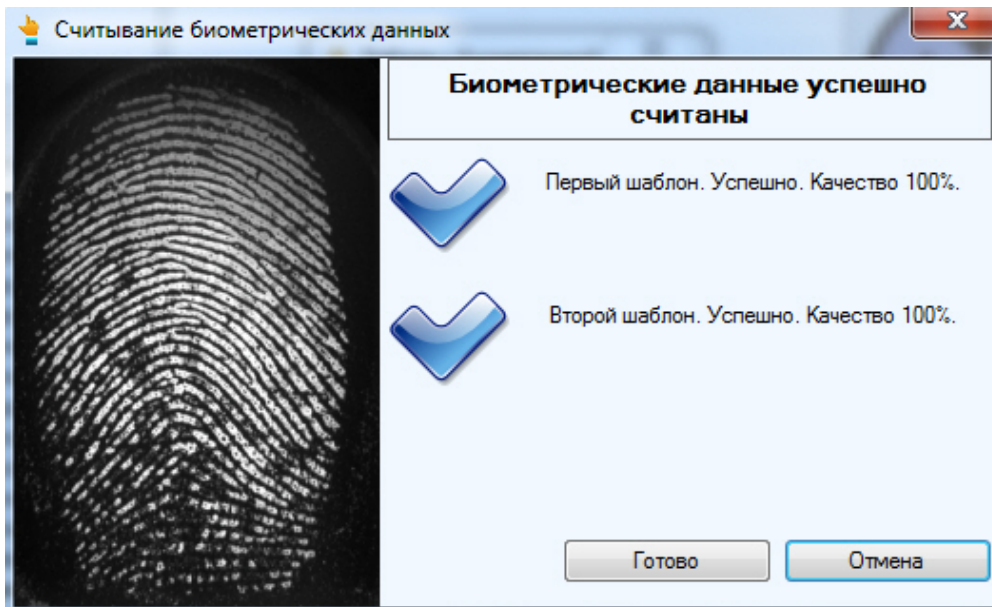 Считывание биометрических данных
Биометрические данные успешно
считаны
Первый шаблон. Успешно. Качество 100%.
Второй шаблон. Успешно. Качество 100%.
Готово
Отмена